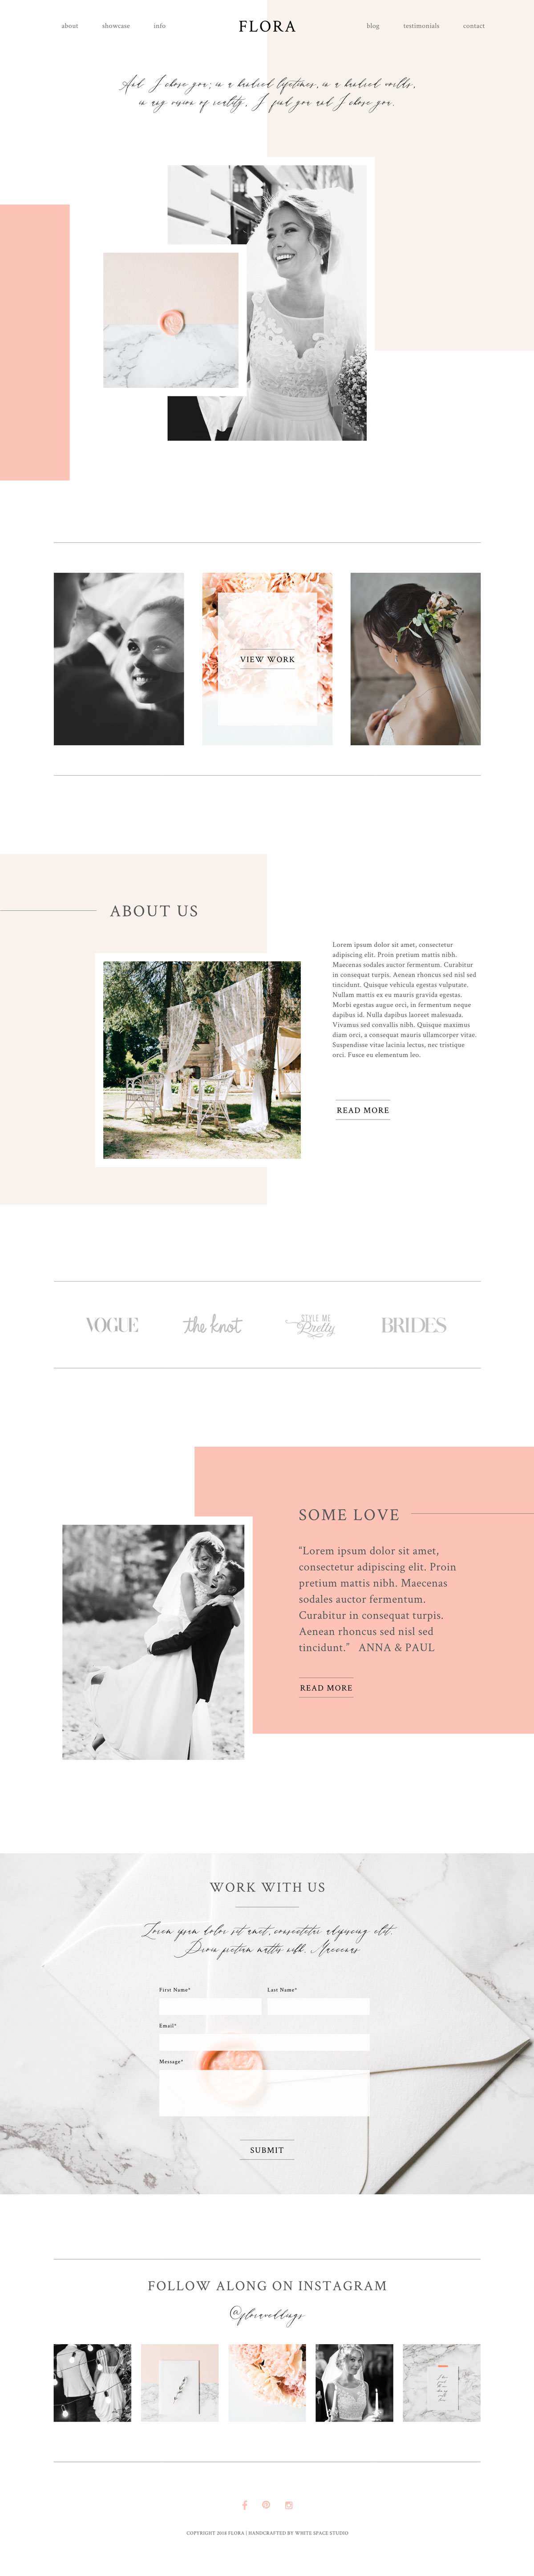 about showcase info FLORA blog testimonials contact
And I chose you; in a hundred lifetimes, in a hundred worlds,
in any vision of reality, I find you and I chose you.
VIEW WORK
ABOUT US
Lorem ipsum dolor sit amet, consectetur
adipiscing elit. Proin pretium mattis nibh.
Maecenas sodales auctor fermentum. Curabitur
in consequat turpis. Aenean rhoncus sed nisl sed
tincidunt. Quisque vehicula egestas vulputate.
Nullam mattis ex eu mauris gravida egestas.
Morbi egestas augue orci, in fermentum neque
dapibus id. Nulla dapibus laoreet malesuada.
Vivamus sed convallis nibh. Quisque maximus
diam orci, a consequat mauris ullamcorper vitae.
Suspendisse vitae lacinia lectus, nec tristique
orci. Fusce eu elementum leo.
READ MORE
VOGUE the knot STYLE ME Pretty BRIDES
SOME LOVE
"Lorem ipsum dolor sit amet,
consectetur adipiscing elit. Proin
pretium mattis nibh. Maecenas
sodales auctor fermentum.
Curabitur in consequat turpis.
Aenean rhoncus sed nisl sed
tincidunt." ANNA & PAUL
READ MORE
WORK WITH US
Lorem ipsum dolor sit amet, consectetur adipiscing elit.
Proin pretium mattis nibh. Maecenas
First Name* Last Name*
Email*
Message*
SUBMIT
FOLLOW ALONG ON INSTAGRAM
@floraweddings
COPYRIGHT 2018 FLORA | HANDCRAFTED BY WHITE SPACE STUDIO